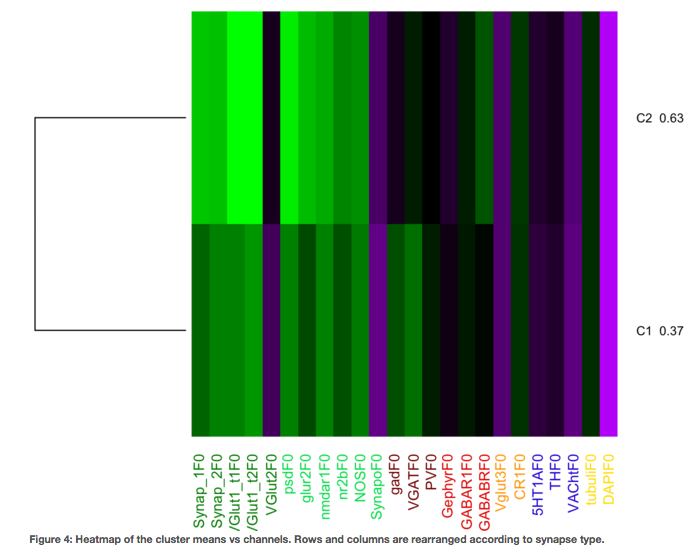 C2 0.63
C1 0.37
Synap_1F0
Synap_2F0
/Glut1_t1F0
/Glut1_t2F0
VGlut2F0
psdF0
glur2F0
nmdar1F0
nr2bF0
NOSF0
SynapoF0
gadF0
VGATF0
PVF0
GephyrF0
GABAR1F0
GABABRF0
Vglut3F0
CR1F0
5HT1AF0
THF0
VAChtF0
tubuliF0
DAPIF0
Figure 4: Heatmap of the cluster means vs channels. Rows and columns are rearranged according to synapse type.